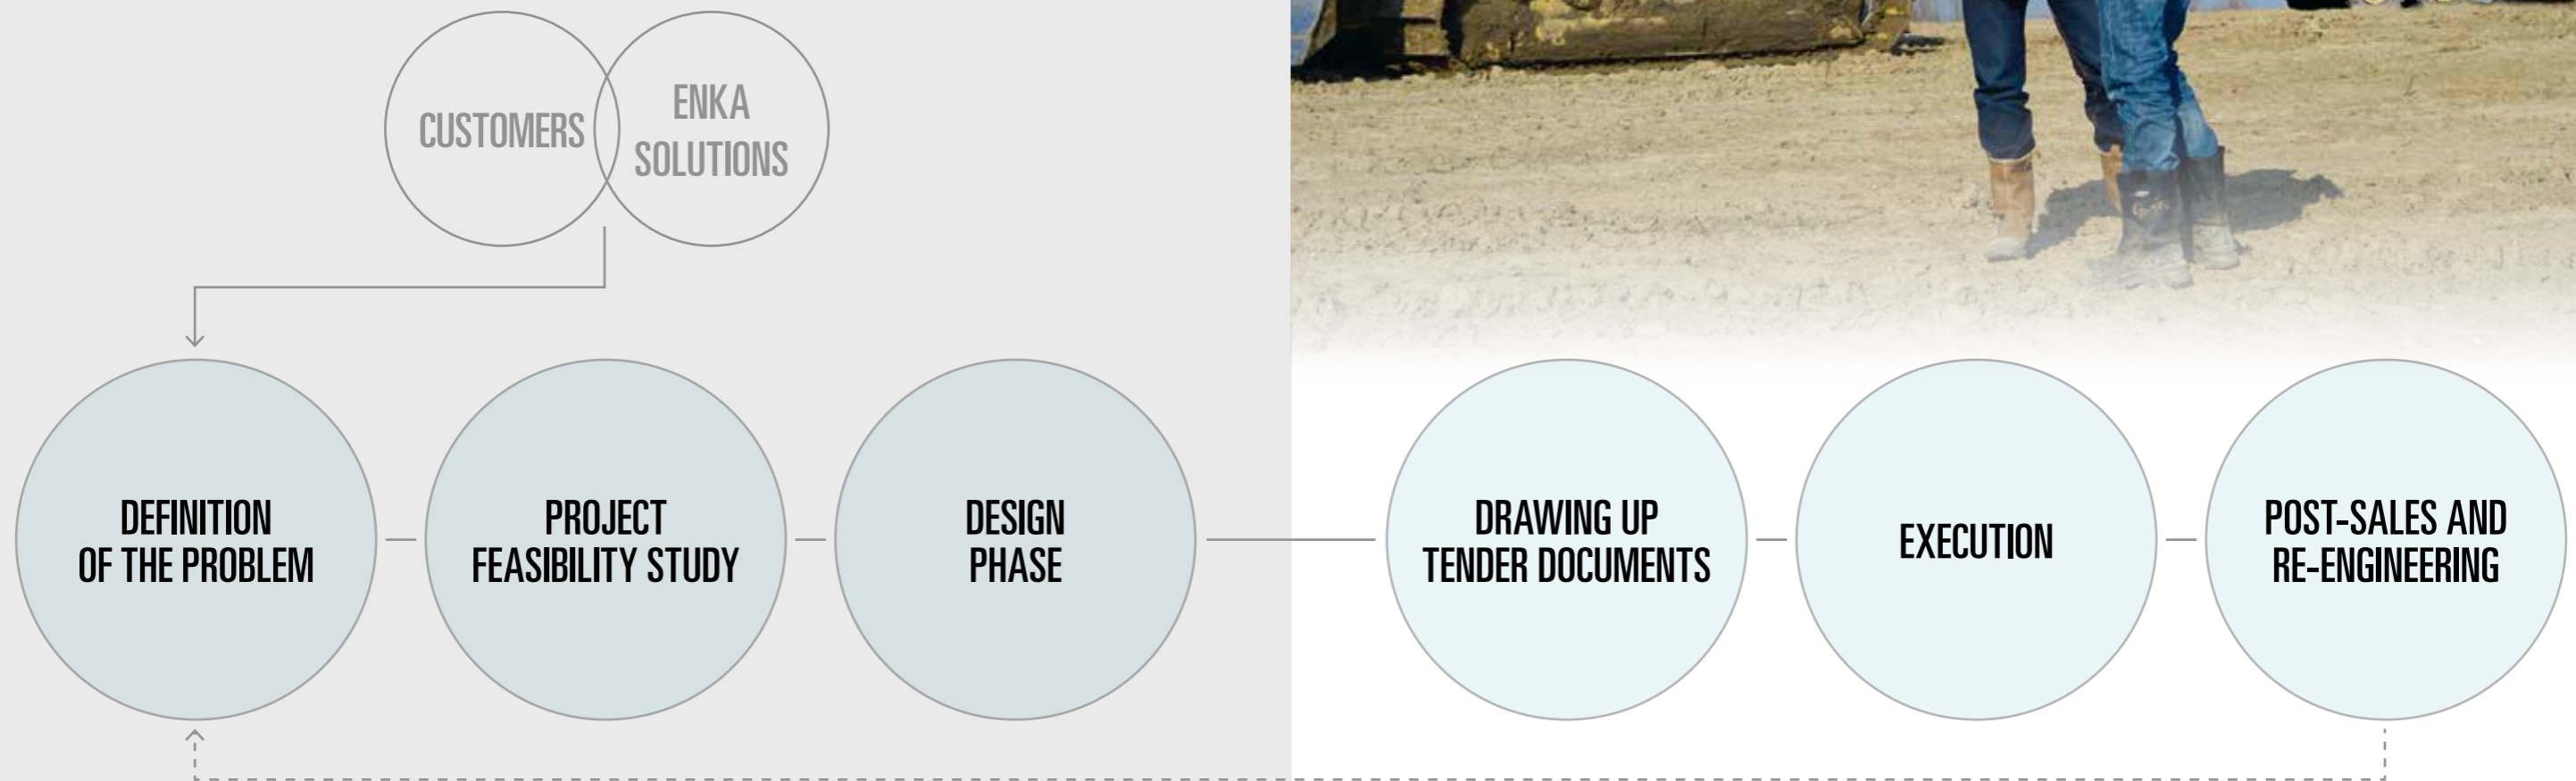 CUSTOMERS
ENKA
SOLUTIONS
DEFINITION
OF THE PROBLEM
PROJECT
FEASIBILITY STUDY
DESIGN
PHASE
DRAWING UP
TENDER DOCUMENTS
EXECUTION
POST-SALES AND
RE-ENGINEERING